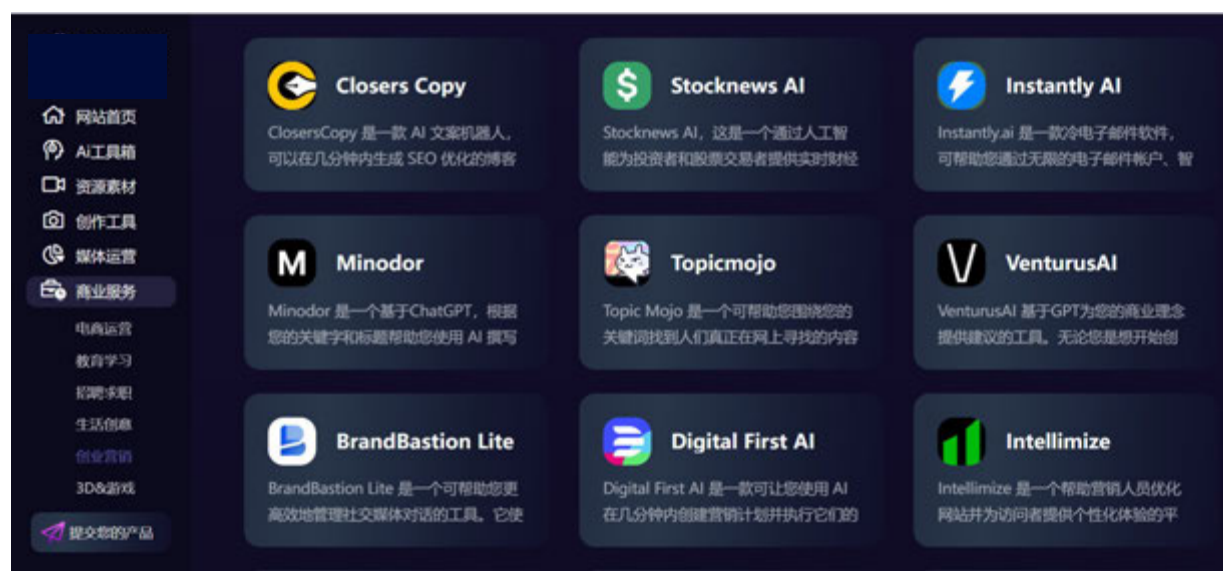 网站首页
Ai工具箱
资源素材
创作工具
媒体运营
商业服务
电商运营
教育学习
招聘求职
生活创意
创业营销
3D&游戏
提交您的产品
Closers Copy
ClosersCopy 是一款 AI 文案机器人，
可以在几分钟内生成 SEO 优化的博客
Stocknews AI
Stocknews AI，这是一个通过人工智
能为投资者和股票交易者提供实时财经
Instantly AI
Instantly.ai 是一款冷电子邮件软件，
可帮助您通过无限的电子邮件帐户、智
Minodor
Minodor 是一个基于ChatGPT，根据
您的关键字和标题帮助您使用 AI 撰写
Topicmojo
Topic Mojo 是一个可帮助您围绕您的
关键词找到人们真正在网上寻找的内容
VenturusAI
VenturusAI 基于GPT为您的商业理念
提供建议的工具。无论您是想开始创
BrandBastion Lite
BrandBastion Lite 是一个可帮助您更
高效地管理社交媒体对话的工具。它使
Digital First AI
Digital First AI 是一款可让您使用 AI
在几分钟内创建营销计划并执行它们的
Intellimize
Intellimize 是一个帮助营销人员优化
网站并为访问者提供个性化体验的平